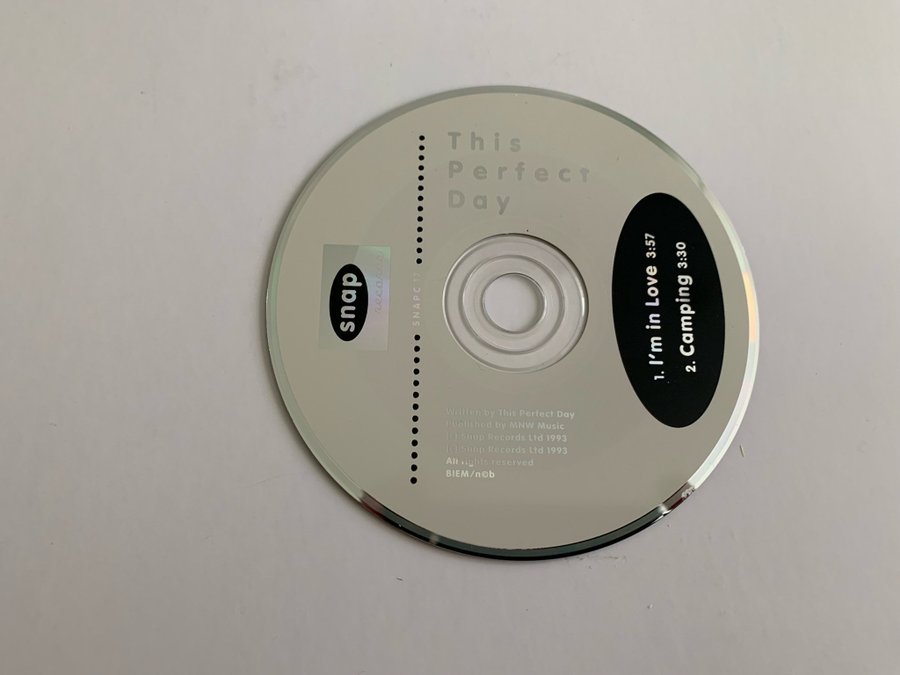 This
Perfect
Day
snap
SNAPC 17
1. I'm in Love 3:57
2. Camping 3:30
Written by This Perfect Day
Published by MNW Music
Snap Records Ltd 1993
Snap Records Ltd 1993
All rights reserved
BIEM/n©b